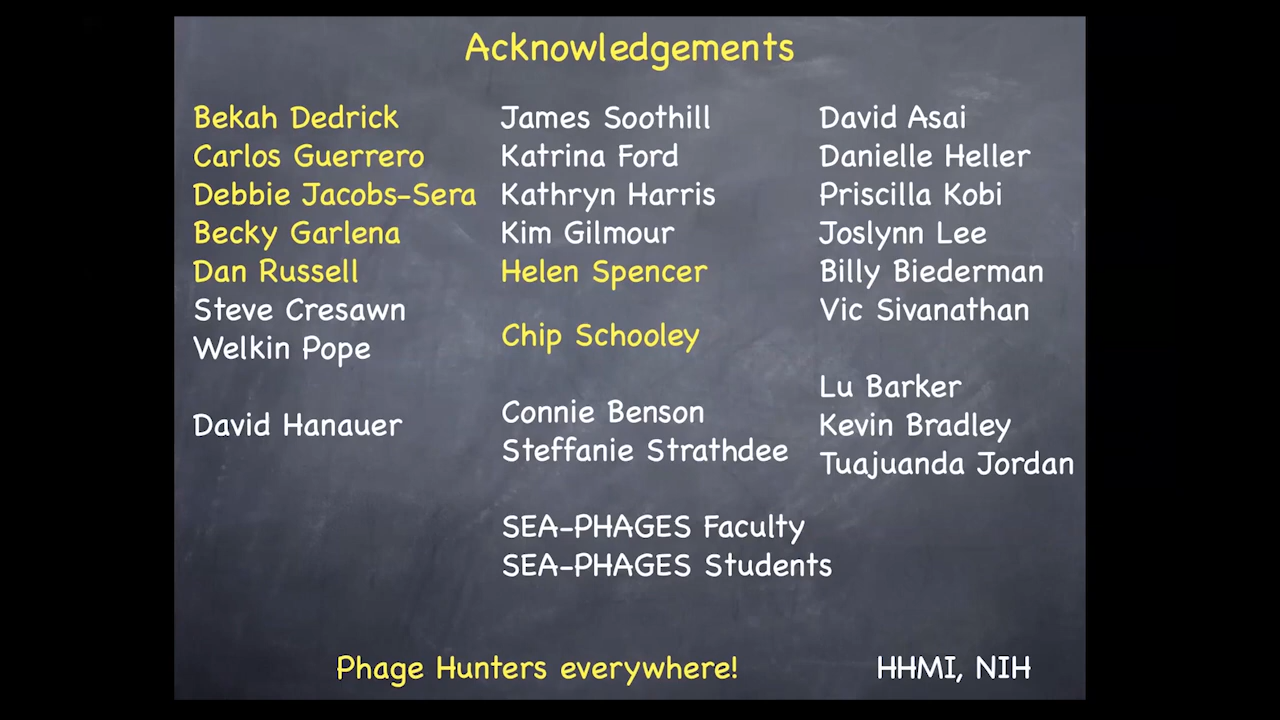 Acknowledgements
Bekah Dedrick
Carlos Guerrero
Debbie Jacobs-Sera
Becky Garlena
Dan Russell
Steve Cresawn
Welkin Pope
David Hanauer
James Soothill
Katrina Ford
Kathryn Harris
Kim Gilmour
Helen Spencer
Chip Schooley
Connie Benson
Steffanie Strathdee
SEA-PHAGES Faculty
SEA-PHAGES Students
David Asai
Danielle Heller
Priscilla Kobi
Joslynn Lee
Billy Biederman
Vic Sivanathan
Lu Barker
Kevin Bradley
Tuajuanda Jordan
Phage Hunters everywhere!
HHMI, NIH